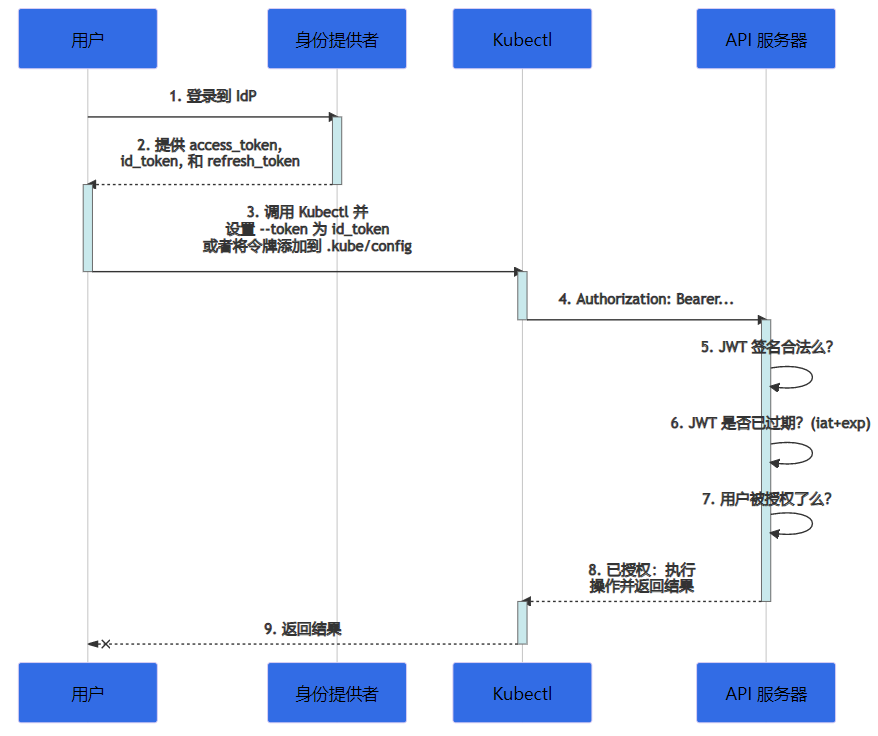 用户
身份提供者
Kubectl
API 服务器
1. 登录到 IdP
2. 提供 access_token,
id_token, 和 refresh_token
3. 调用 Kubectl 并
设置 --token 为 id_token
或者将令牌添加到 .kube/config
4. Authorization: Bearer...
5. JWT 签名合法么?
6. JWT 是否已过期? (iat+exp)
7. 用户被授权了么?
8. 已授权：执行
操作并返回结果
9. 返回结果
用户
身份提供者
Kubectl
API 服务器